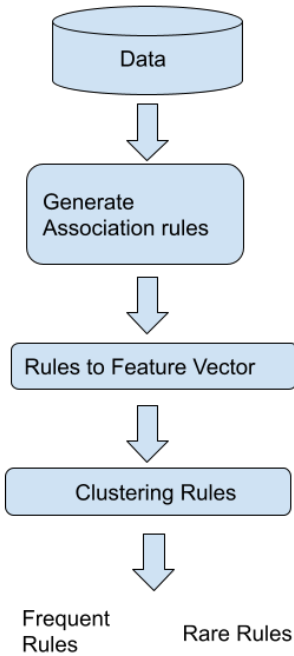 Data
Generate
Association rules
Rules to Feature Vector
Clustering Rules
Frequent
Rules
Rare Rules